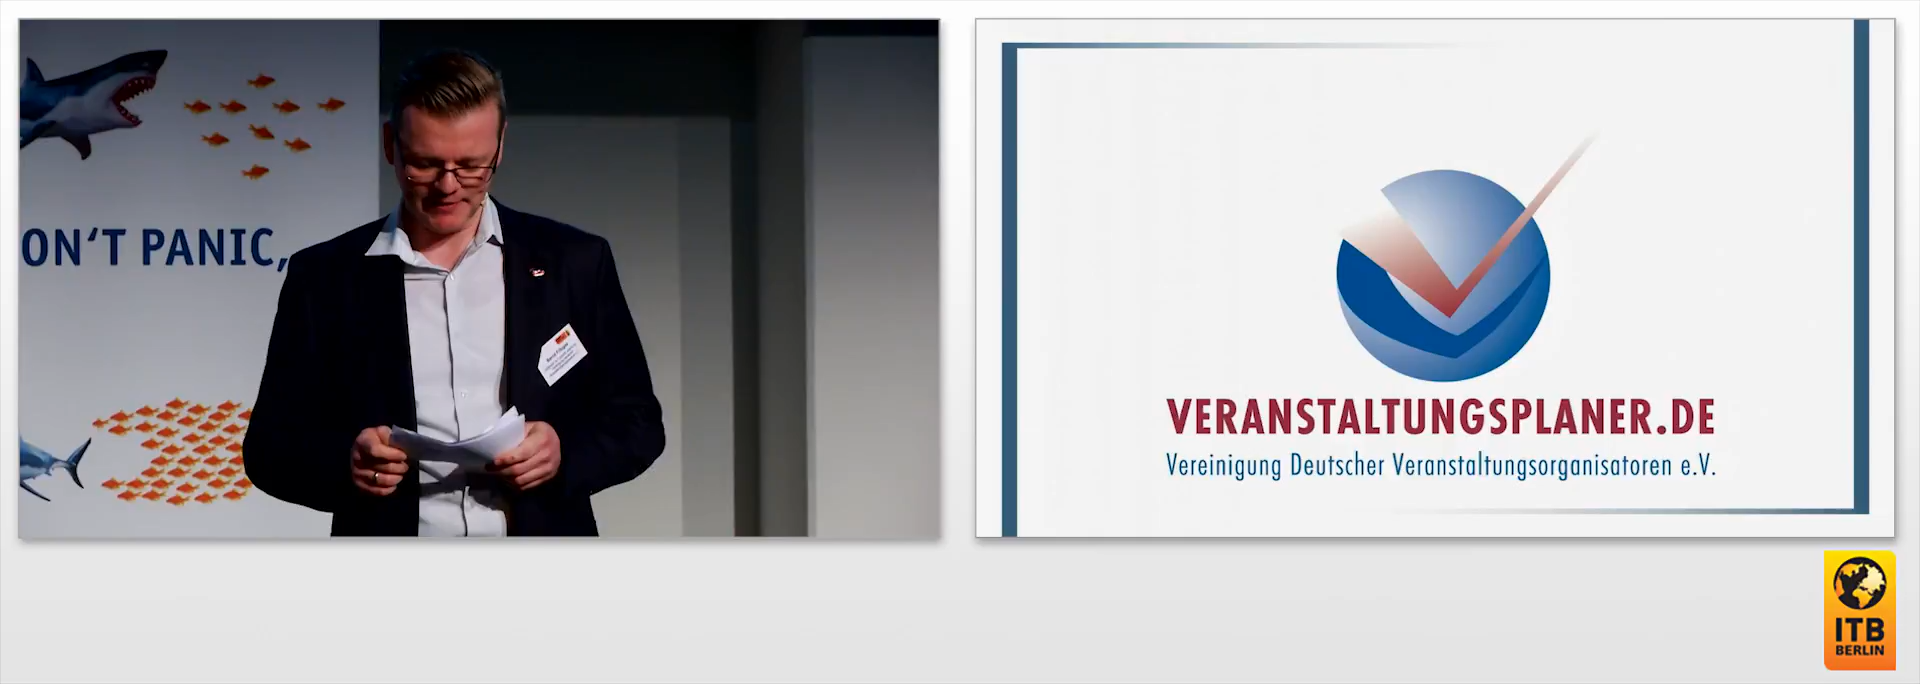 ON'T PANIC,
VERANSTALTUNGSPLANER.DE
Vereinigung Deutscher Veranstaltungsorganisatoren e.V.
ITB
BERLIN